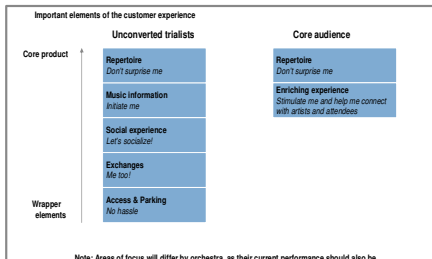 Important elements of the customer experience
Unconverted trialists
Core audience
Core product
Repertoire
Don't surprise me
Music information
Initiate me
Social experience
Let's socialize!
Exchanges
Me too!
Access & Parking
No hassle
Wrapper
elements
Repertoire
Don't surprise me
Enriching experience
Stimulate me and help me connect
with artists and attendees
Note: Areas of focus will differ by orchestra, as their current performance should also be